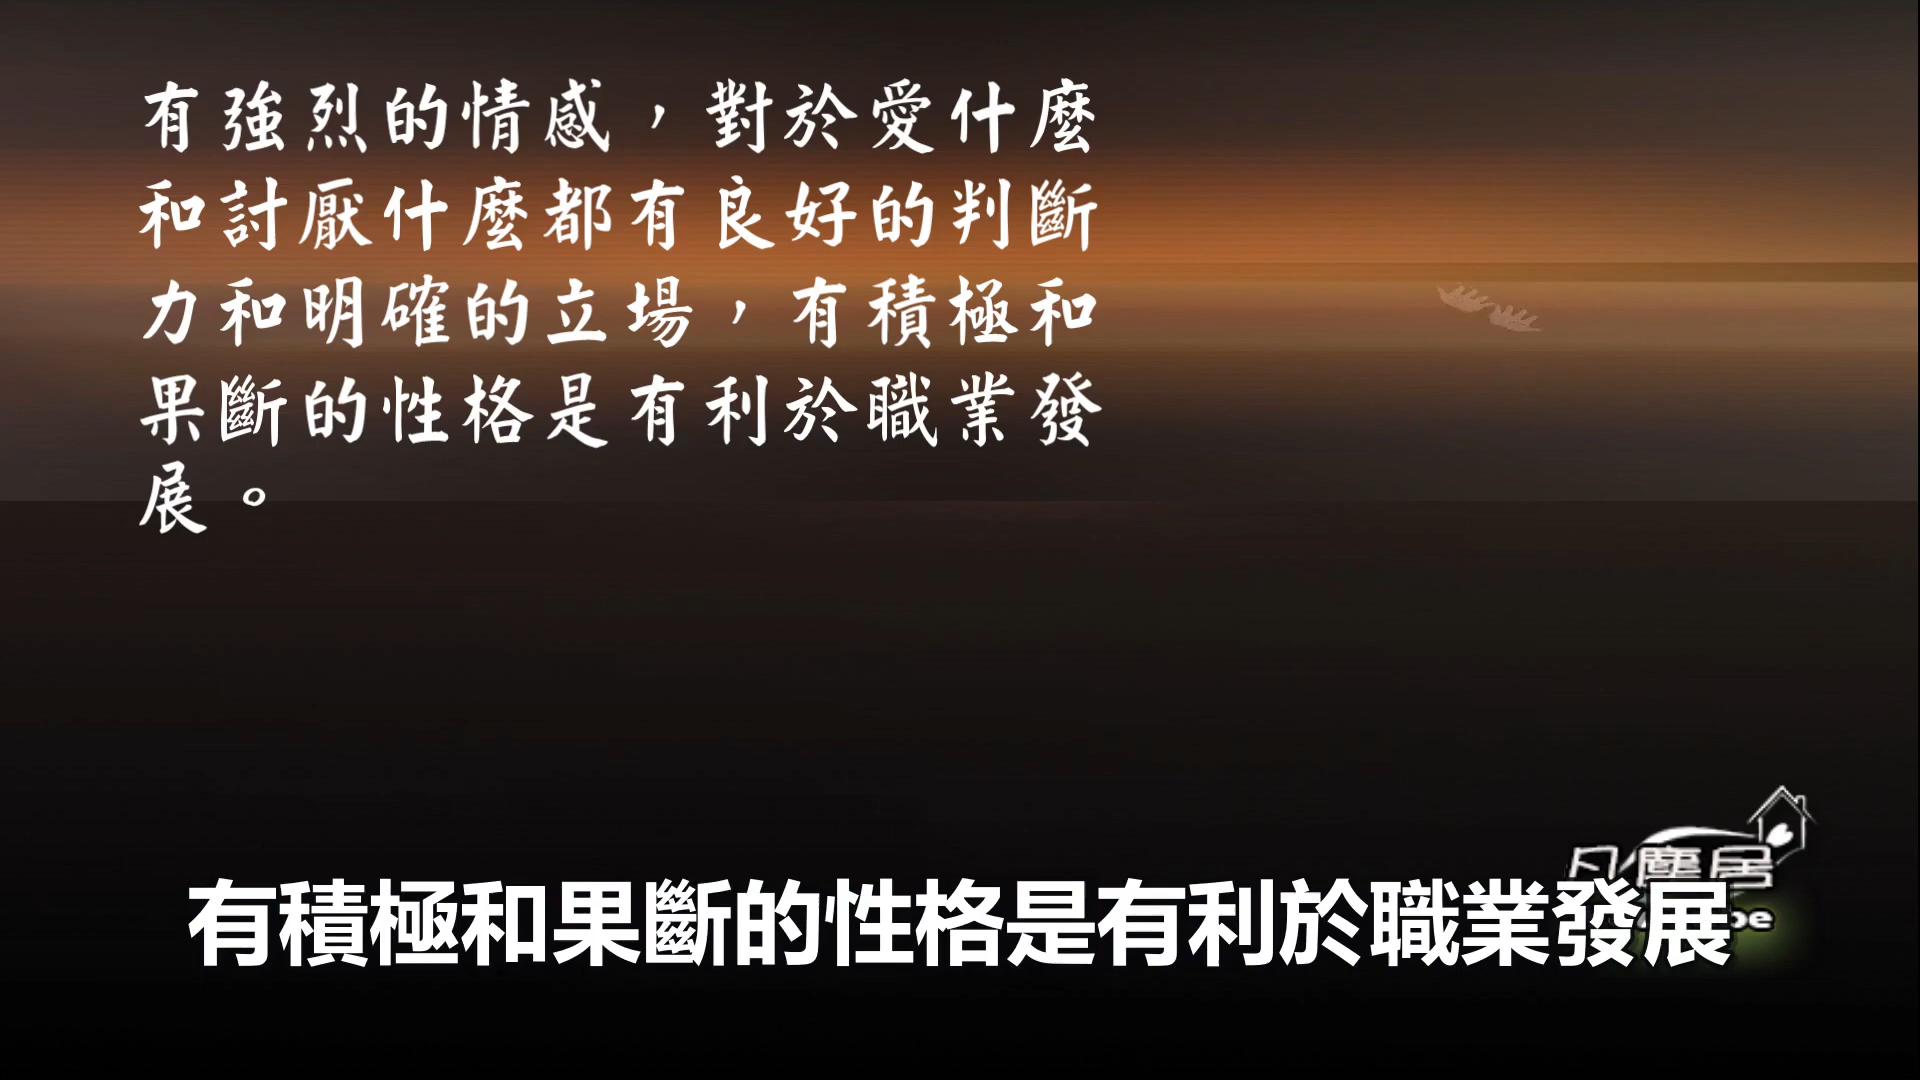 有強烈的情感，對於愛什麼
和討厭什麼都有良好的判斷
力和明確的立場，有積極和
果斷的性格是有利於職業發
展。
凡塵居
有積極和果斷的性格是有利於職業發展